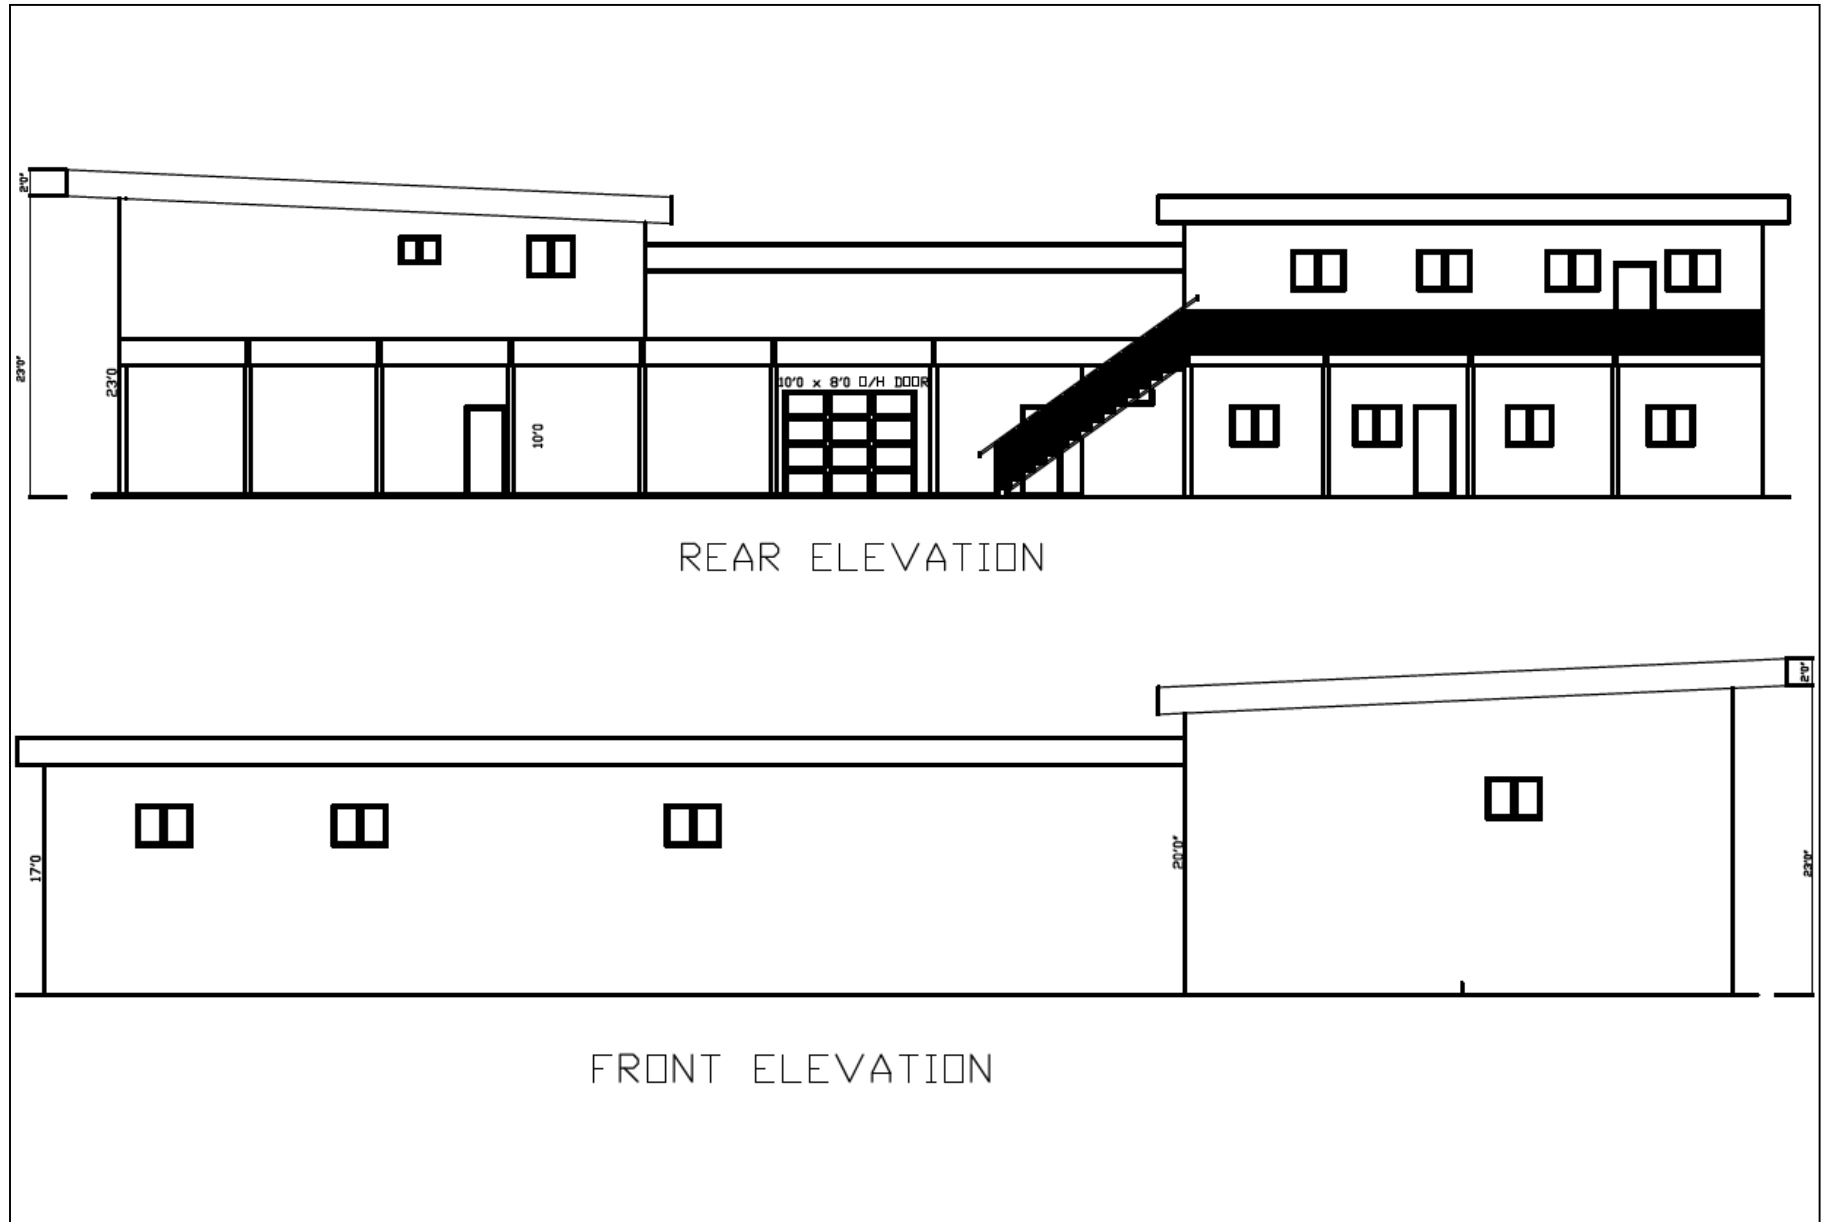 2'0"
23'0"
23'0
10'0 x 8'0 O/H DOOR
10'0
REAR ELEVATION
2'0"
17'0
20'0"
23'0"
FRONT ELEVATION